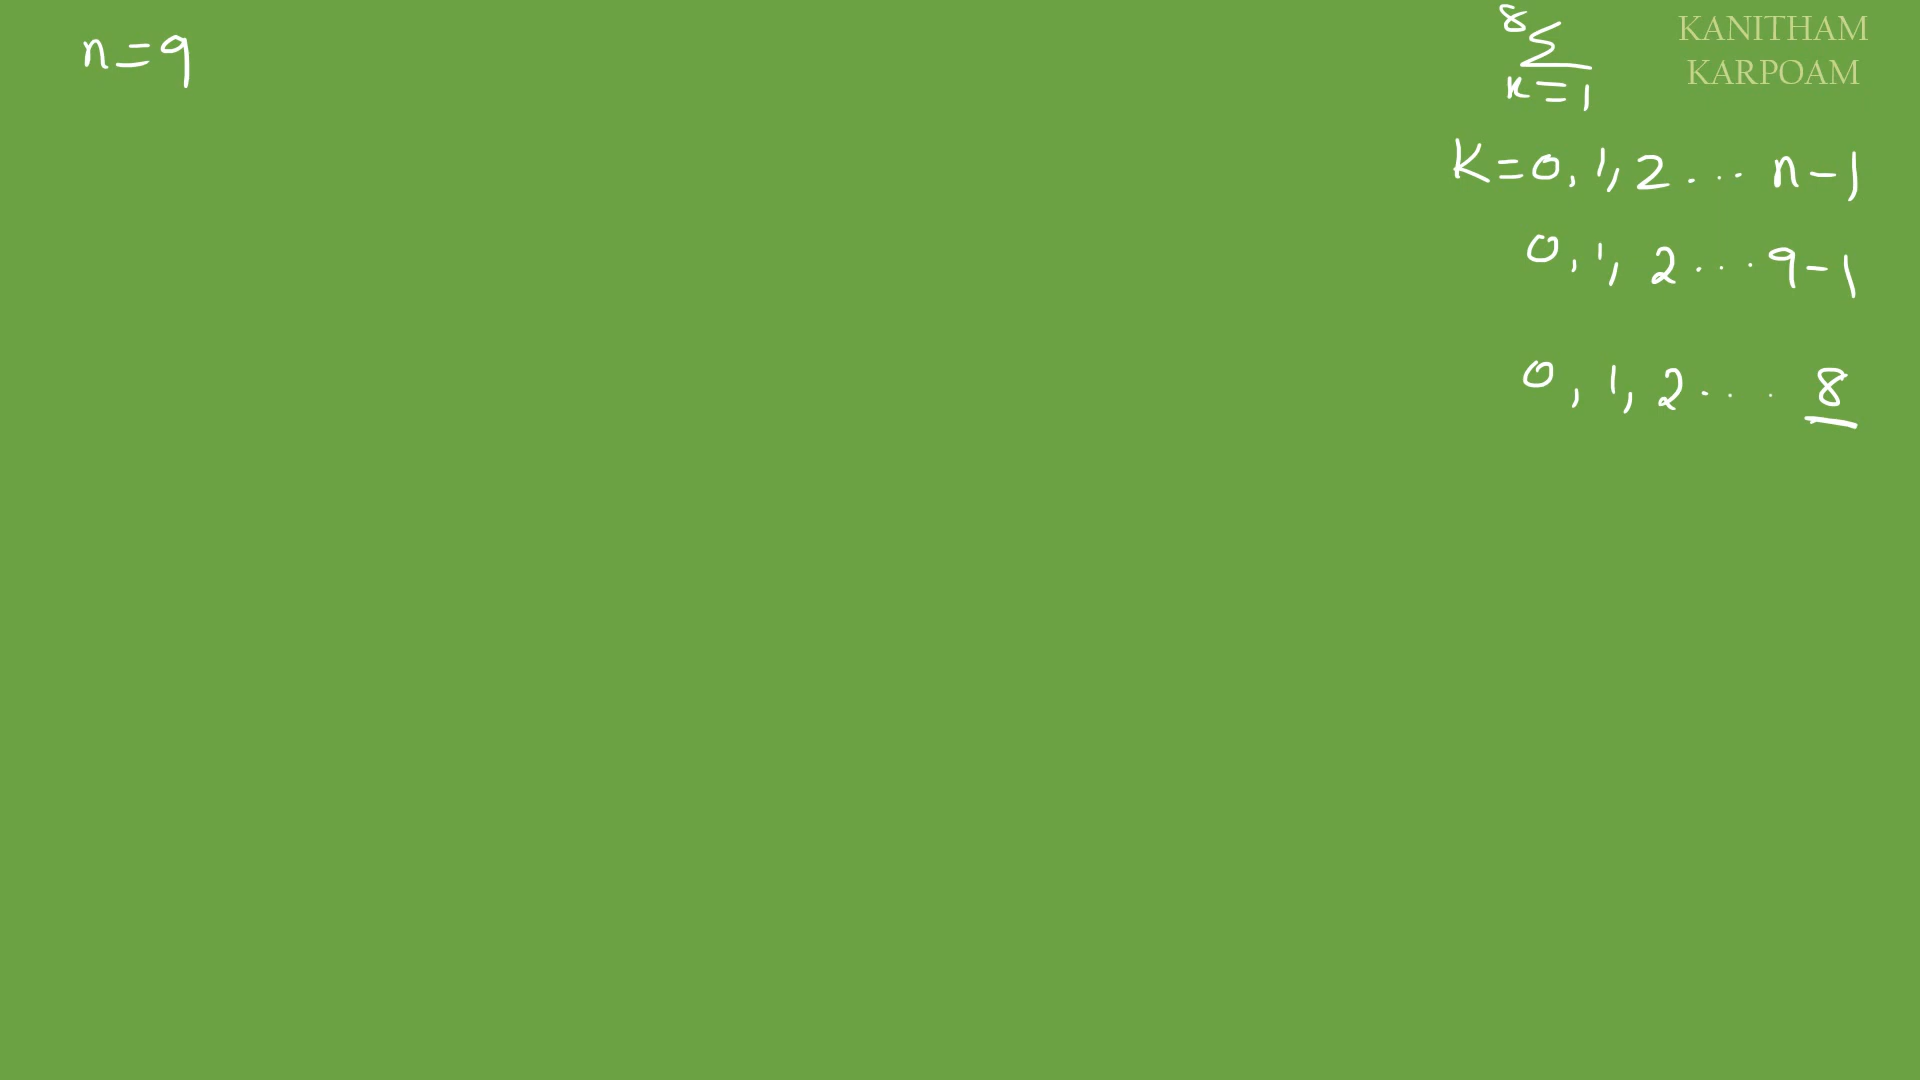 n=9
8
Σ
K=1
KANITHAM
KARPOAM
K=0, 1, 2 ... n-1
0, 1, 2 ... 9-1
0, 1, 2 ... 8